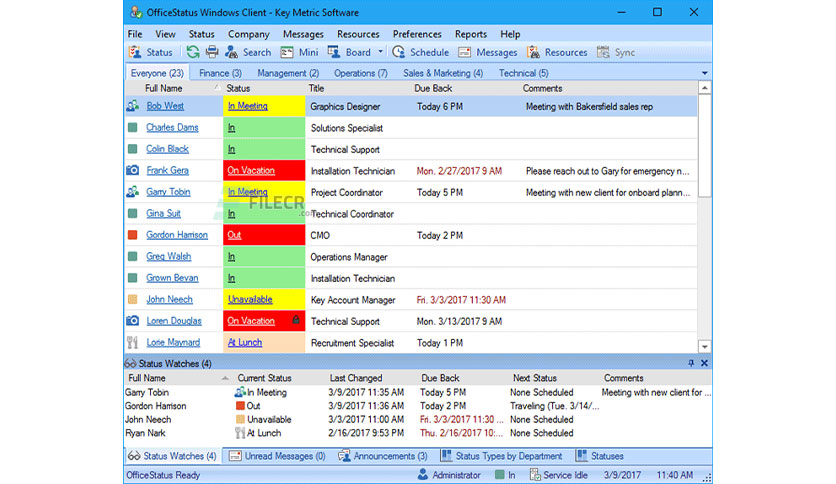 OfficeStatus Windows Client - Key Metric Software
File View Status Company Messages Resources Preferences Reports Help
Status Search Mini Board Schedule Messages Resources Sync
Everyone (23) Finance (3) Management (2) Operations (7) Sales & Marketing (4) Technical (5)
Full Name Status Title Due Back Comments
Bob West In Meeting Graphics Designer Today 6 PM Meeting with Bakersfield sales rep
Charles Dams In Solutions Specialist
Colin Black In Technical Support
Frank Gera On Vacation Installation Technician Mon. 2/27/2017 9 AM Please reach out to Gary for emergency n...
Garry Tobin In Meeting Project Coordinator Today 5 PM Meeting with new client for onboard plann...
FILECR
.com
Gina Suit In Technical Coordinator
Gordon Harrison Out CMO Today 2 PM
Greg Walsh In Operations Manager
Grown Bevan In Installation Technician
John Neech Unavailable Key Account Manager Fri. 3/3/2017 11:30 AM
Loren Douglas On Vacation Technical Support Mon. 3/13/2017 9 AM
Lorie Maynard At Lunch Recruitment Specialist Today 1 PM
Status Watches (4)
Full Name Current Status Last Changed Due Back Next Status Comments
Garry Tobin In Meeting 3/9/2017 11:35 AM Today 5 PM None Scheduled Meeting with new client for ...
Gordon Harrison Out 3/9/2017 11:36 AM Today 2 PM Traveling (Tue. 3/14/...
John Neech Unavailable 3/3/2017 11:00 AM Fri. 3/3/2017 11:30 ... None Scheduled
Ryan Nark At Lunch 2/16/2017 9:53 PM Thu. 2/16/2017 10:... None Scheduled
Status Watches (4) Unread Messages (0) Announcements (3) Status Types by Department Statuses
OfficeStatus Ready Administrator In Service Idle 3/9/2017 11:40 AM